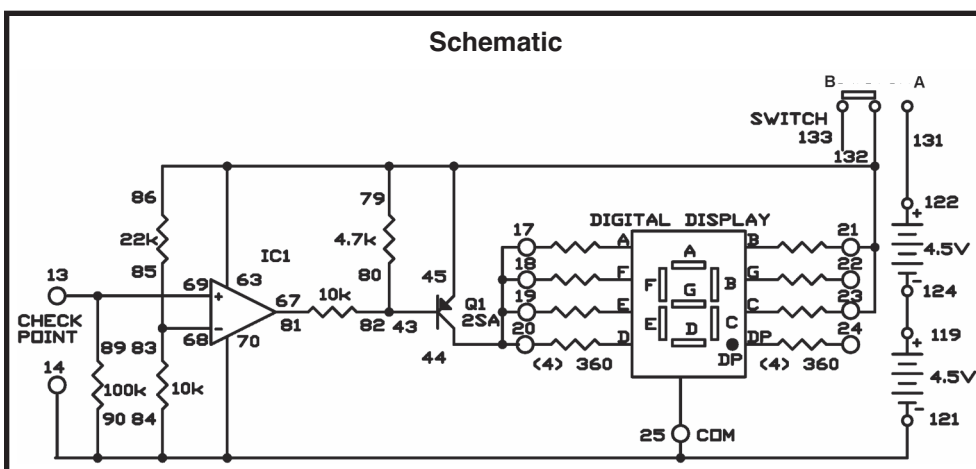 Schematic
B A
SWITCH
133
132
131
86
79
122
+
22k
4.7k
17
DIGITAL DISPLAY
21
4.5V
85
IC1
80
45
A
A
B
-
13
69
+
63
18
F
F
G
B
G
22
124
67
10k
Q1
19
E
C
23
CHECK
POINT
68
-
70
81
82
43
2SA
20
E
D
C
24
119
+
14
89
83
44
D
DP
DP
4.5V
100k
10k
(4) 360
(4) 360
-
90
84
25
COM
121